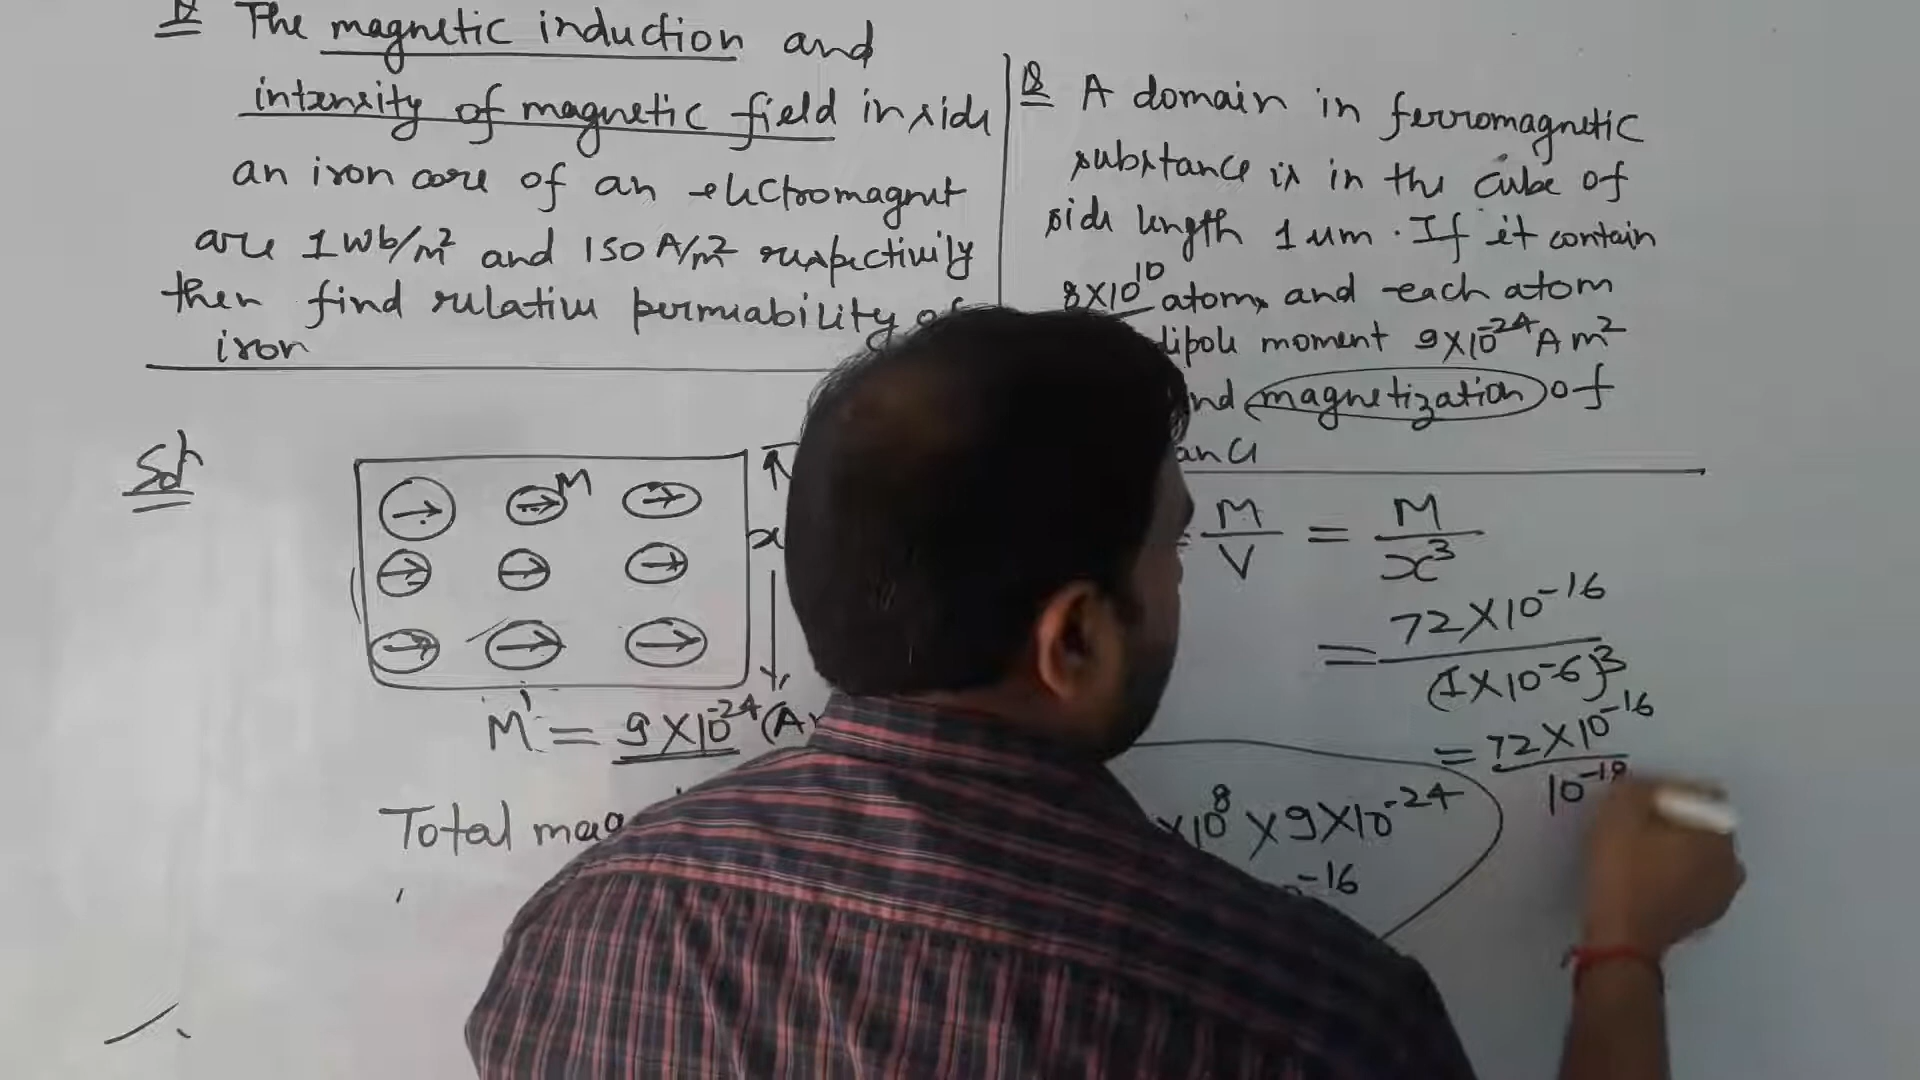 Q The magnetic induction and
intensity of magnetic field inside
an iron core of an electromagnet
are 1 wb/m² and 150 A/m² respectively
then find relative permeability of
iron
Q A domain in ferromagnetic
substance is in the cube of
side length 1 um. If it contain
8X10¹⁰ atoms and each atom
dipole moment 9X10⁻²⁴ A m²
magnetization of
Sol
M
x
M' = 9X10⁻²⁴
Total
= M/V = M/x³
= 72X10⁻¹⁶/(1X10⁻⁶)³
= 72X10⁻¹⁶/10⁻¹⁸
X10⁸ X 9X10⁻²⁴
⁻¹⁶